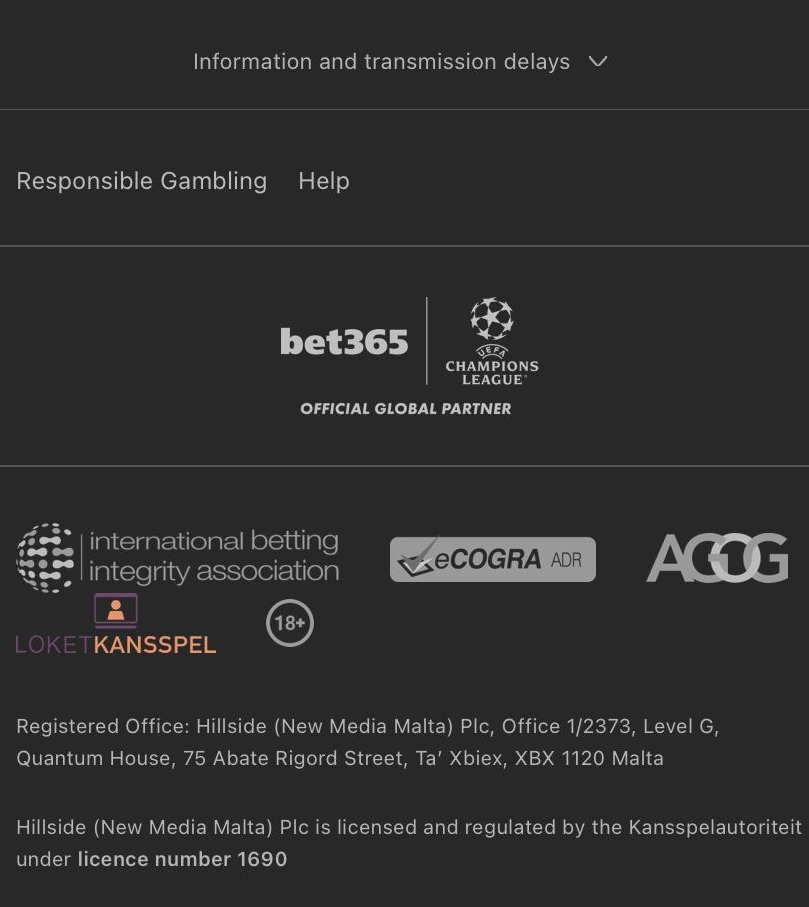 Information and transmission delays
Responsible Gambling Help
bet365
UEFA
CHAMPIONS
LEAGUE®
OFFICIAL GLOBAL PARTNER
international betting
integrity association
eCOGRA ADR
AGOG
LOKETKANSSPEL
18+
Registered Office: Hillside (New Media Malta) Plc, Office 1/2373, Level G,
Quantum House, 75 Abate Rigord Street, Ta’ Xbiex, XBX 1120 Malta
Hillside (New Media Malta) Plc is licensed and regulated by the Kansspelautoriteit
under licence number 1690